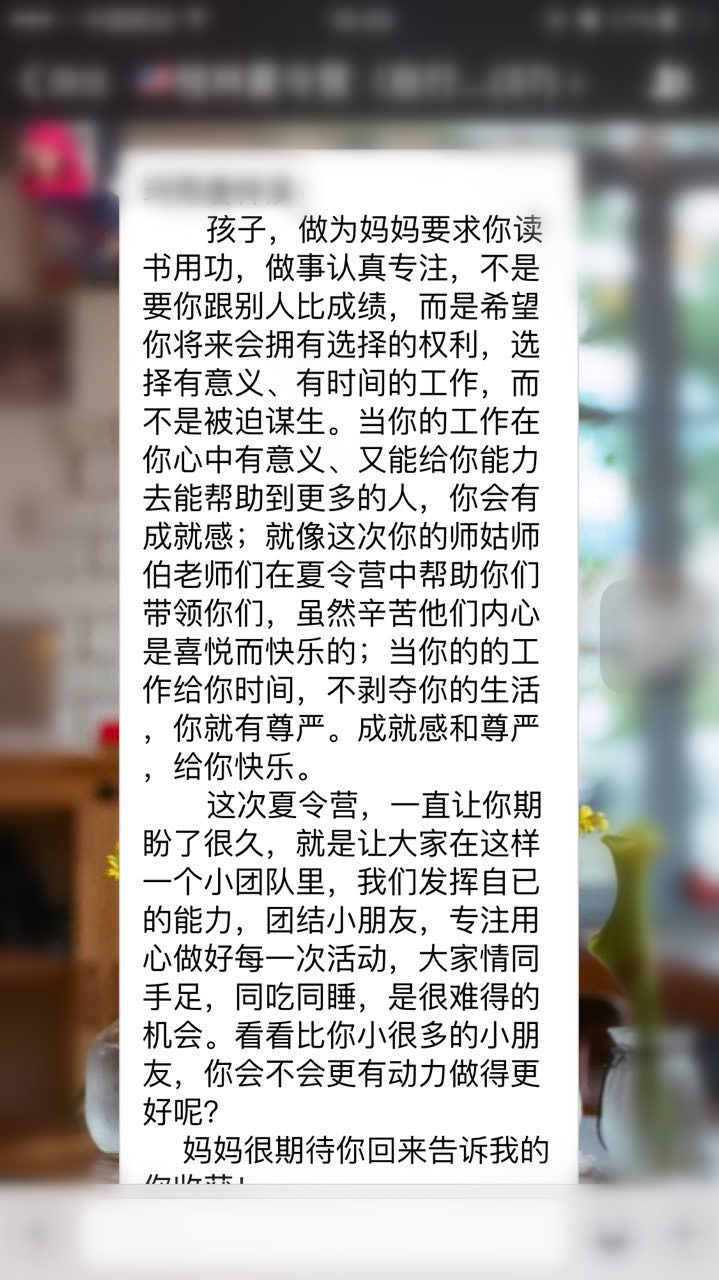 孩子，做为妈妈要求你读
书用功，做事认真专注，不是
要你跟别人比成绩，而是希望
你将来会拥有选择的权利，选
择有意义、有时间的工作，而
不是被迫谋生。当你的工作在
你心中有意义、又能给你能力
去能帮助到更多的人，你会有
成就感；就像这次你的师姑师
伯老师们在夏令营中帮助你们
带领你们，虽然辛苦他们内心
是喜悦而快乐的；当你的的工
作给你时间，不剥夺你的生活
，你就有尊严。成就感和尊严
，给你快乐。
这次夏令营，一直让你期
盼了很久，就是让大家在这样
一个小团队里，我们发挥自已
的能力，团结小朋友，专注用
心做好每一次活动，大家情同
手足，同吃同睡，是很难得的
机会。看看比你小很多的小朋
友，你会不会更有动力做得更
好呢？
妈妈很期待你回来告诉我的
你收获！